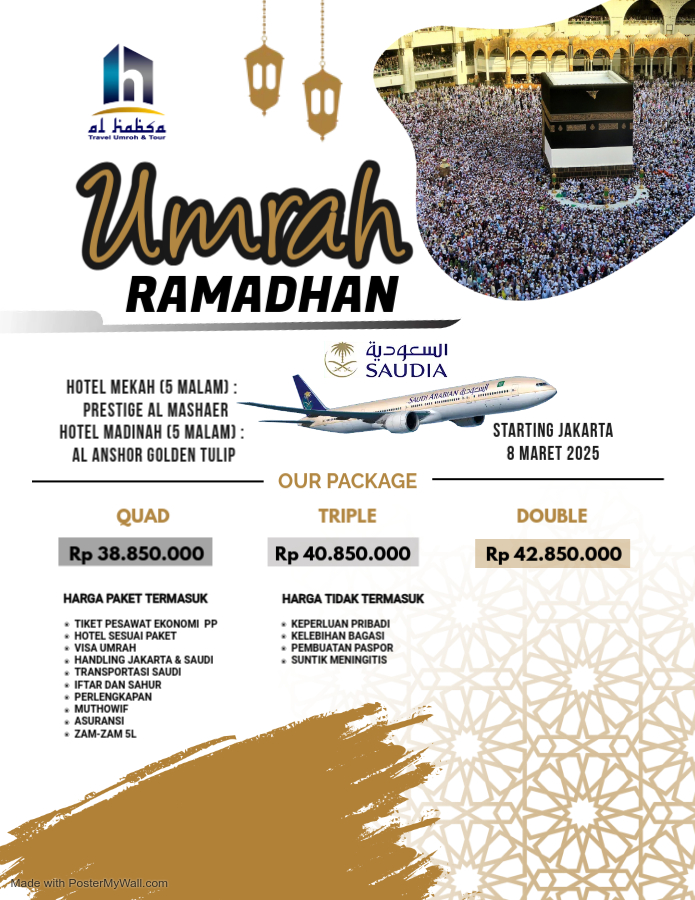 al habsa
Travel Umroh & Tour
Umrah
RAMADHAN
السعودية
SAUDIA
SAUDI ARABIAN السعودية
HOTEL MEKAH (5 MALAM) :
PRESTIGE AL MASHAER
HOTEL MADINAH (5 MALAM) :
AL ANSHOR GOLDEN TULIP
STARTING JAKARTA
8 MARET 2025
OUR PACKAGE
QUAD
TRIPLE
DOUBLE
Rp 38.850.000
Rp 40.850.000
Rp 42.850.000
HARGA PAKET TERMASUK
TIKET PESAWAT EKONOMI PP
HOTEL SESUAI PAKET
VISA UMRAH
HANDLING JAKARTA & SAUDI
TRANSPORTASI SAUDI
IFTAR DAN SAHUR
PERLENGKAPAN
MUTHOWIF
ASURANSI
ZAM-ZAM 5L
HARGA TIDAK TERMASUK
KEPERLUAN PRIBADI
KELEBIHAN BAGASI
PEMBUATAN PASPOR
SUNTIK MENINGITIS
Made with PosterMyWall.com